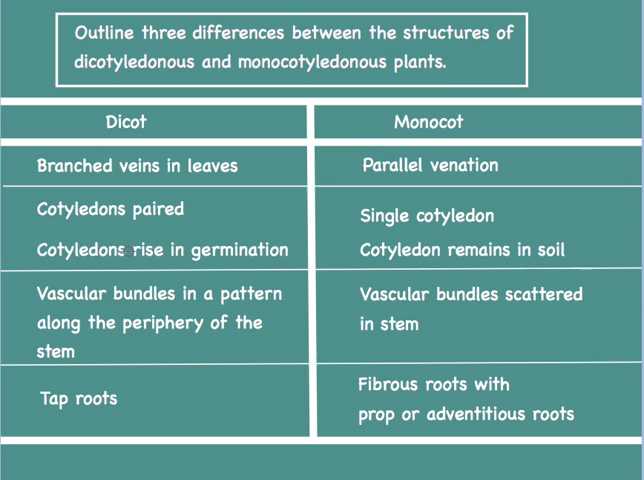 Outline three differences between the structures of
dicotyledonous and monocotyledonous plants.
Dicot
Monocot
Branched veins in leaves
Parallel venation
Cotyledons paired
Single cotyledon
Cotyledons rise in germination
Cotyledon remains in soil
Vascular bundles in a pattern
along the periphery of the
stem
Vascular bundles scattered
in stem
Tap roots
Fibrous roots with
prop or adventitious roots